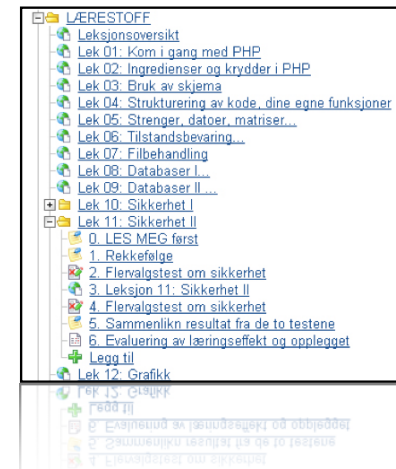 LÆRESTOFF
Leksjonsoversikt
Lek 01: Kom i gang med PHP
Lek 02: Ingredienser og krydder i PHP
Lek 03: Bruk av skjema
Lek 04: Strukturering av kode, dine egne funksjoner
Lek 05: Strenger, datoer, matriser...
Lek 06: Tilstandsbevaring...
Lek 07: Filbehandling
Lek 08: Databaser I...
Lek 09: Databaser II ...
Lek 10: Sikkerhet I
Lek 11: Sikkerhet II
0. LES MEG først
1. Rekkefølge
2. Flervalgstest om sikkerhet
3. Leksjon 11: Sikkerhet II
4. Flervalgstest om sikkerhet
5. Sammenlikn resultat fra de to testene
6. Evaluering av læringseffekt og opplegget
Legg til
Lek 12: Grafikk